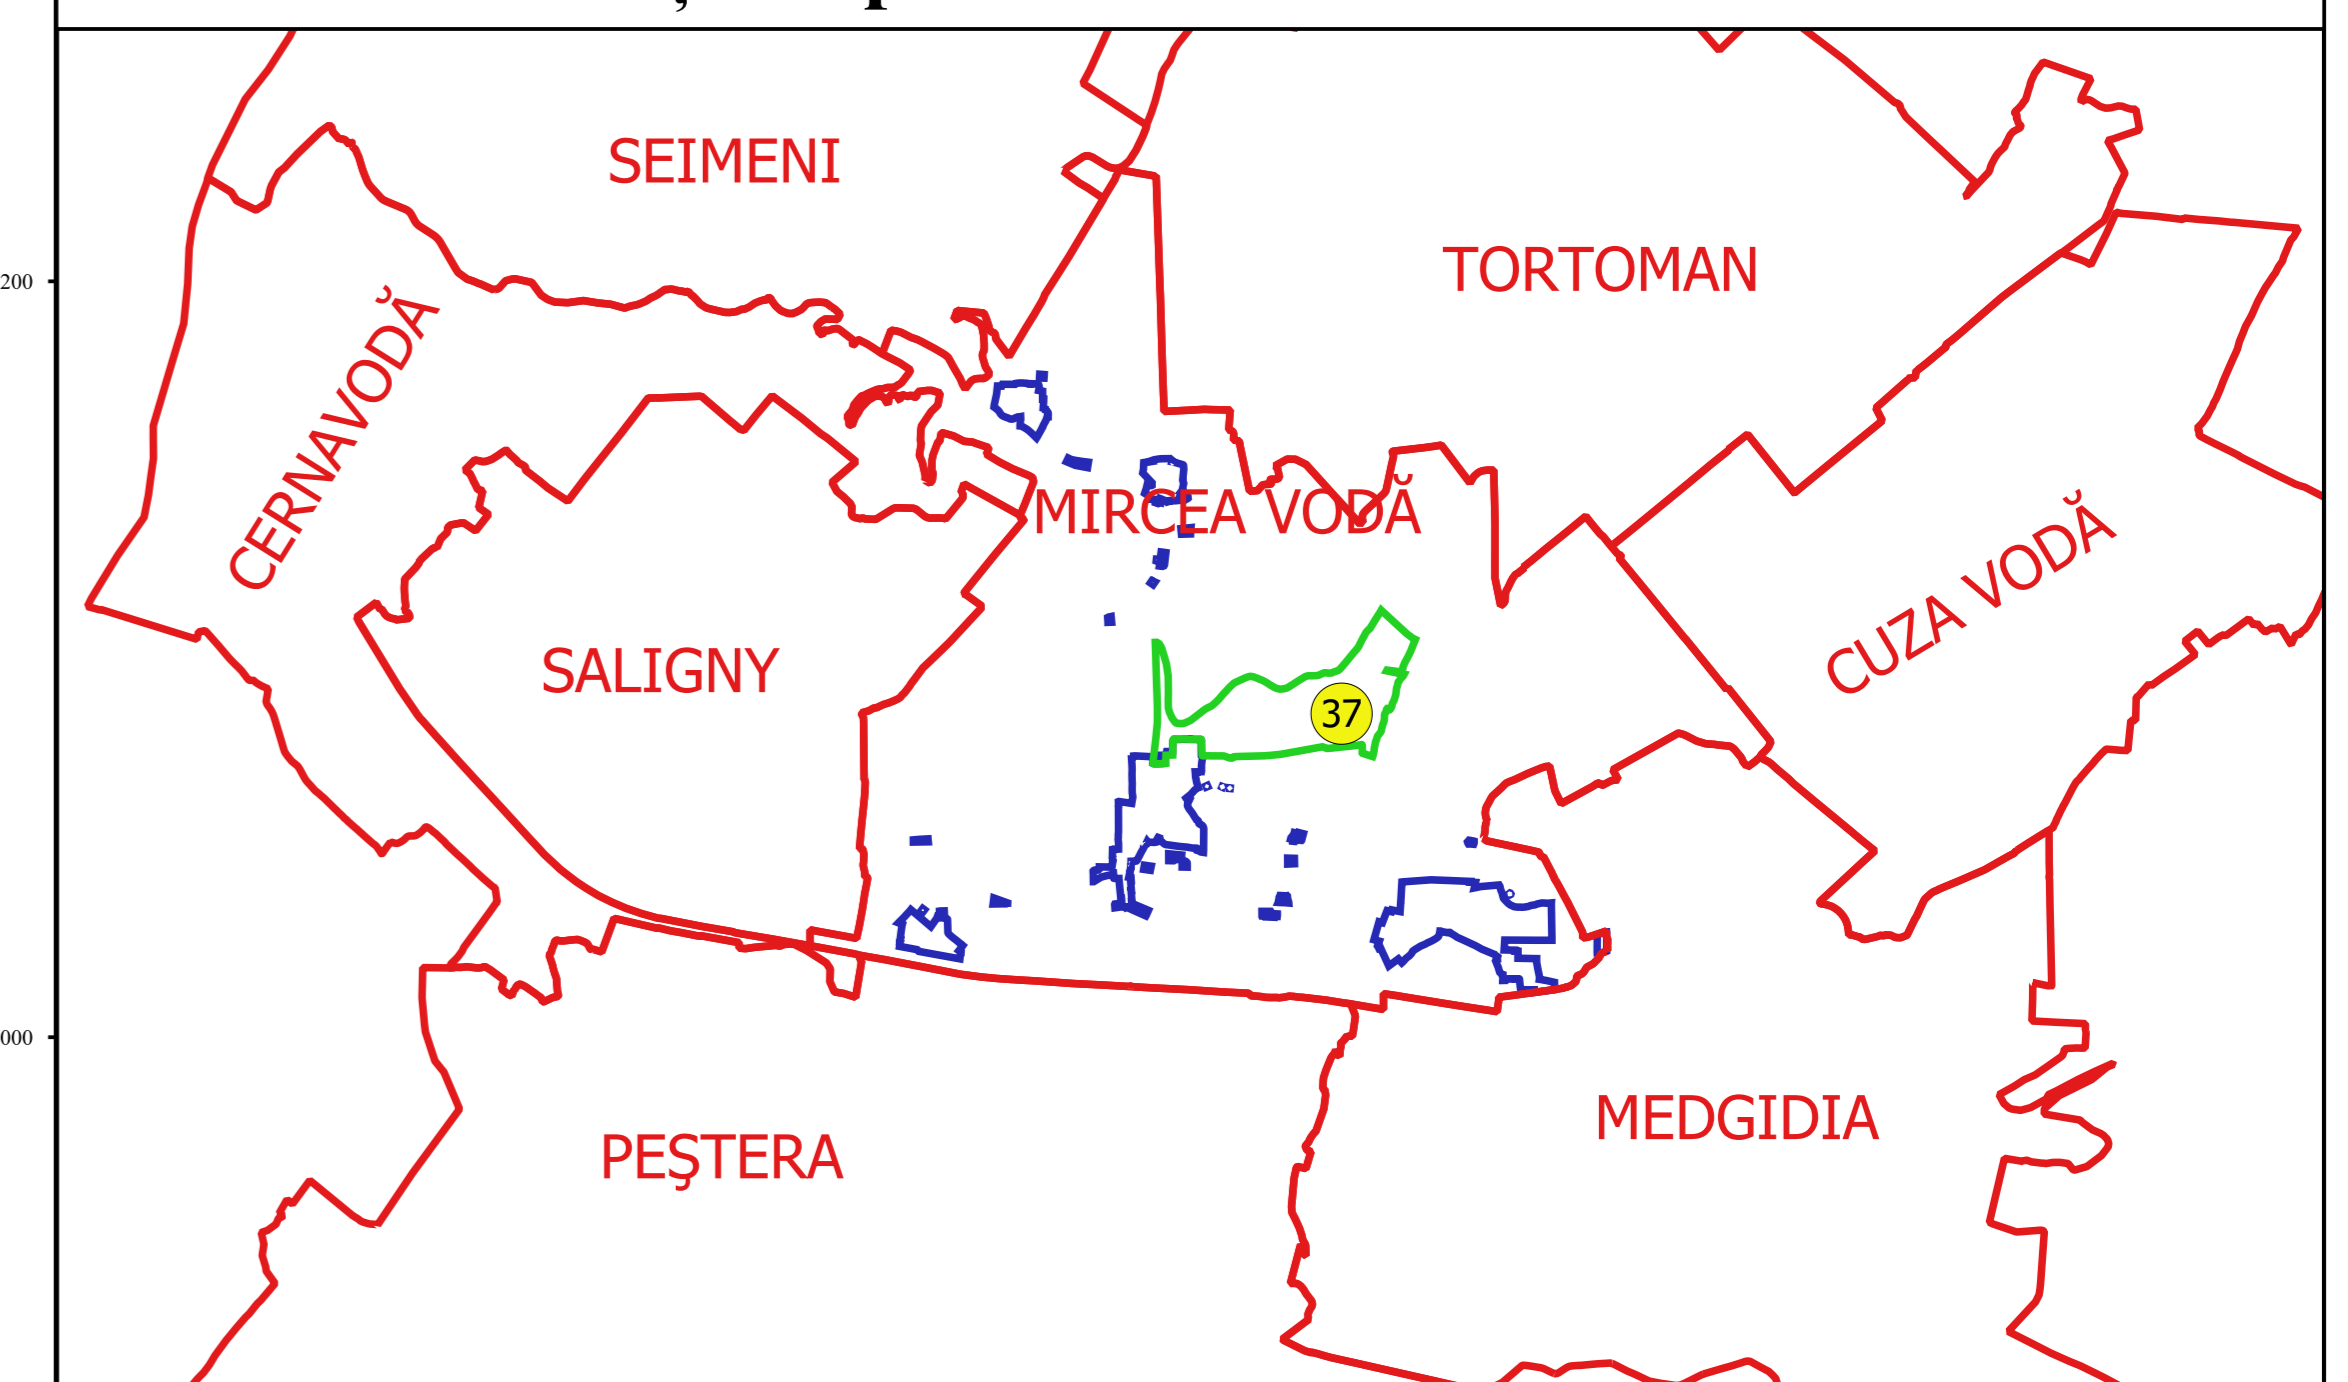 SEIMENI
TORTOMAN
200
CERNAVODĂ
MIRCEA VODĂ
CUZA VODĂ
SALIGNY
37
000
MEDGIDIA
PEŞTERA